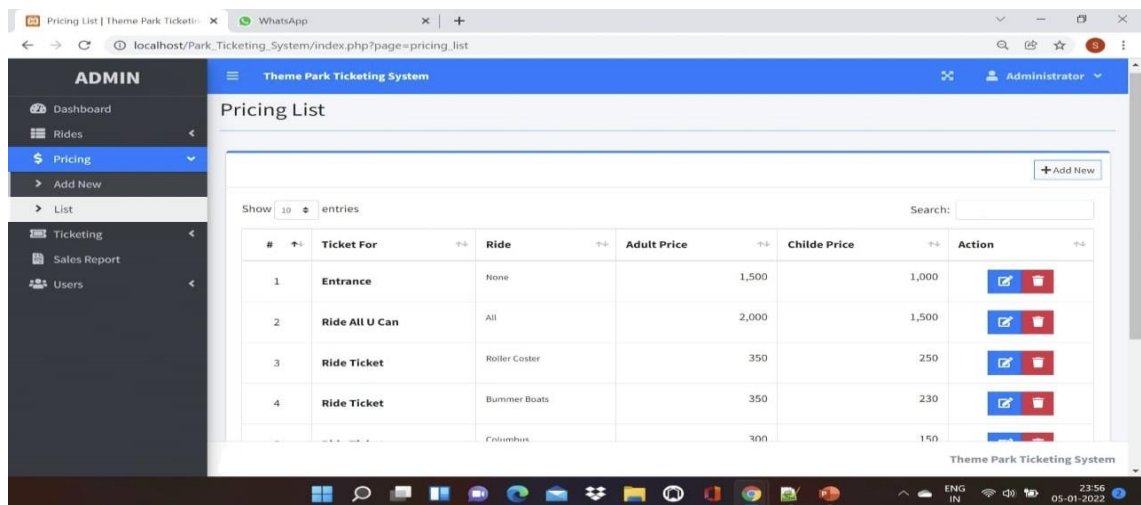 Pricing List | Theme Park Ticketin
WhatsApp
localhost/Park_Ticketing_System/index.php?page=pricing_list
S
ADMIN
Theme Park Ticketing System
Administrator
Dashboard
Rides
Pricing
Add New
List
Ticketing
Sales Report
Users
Pricing List
+ Add New
Show 10 entries
Search:
# Ticket For Ride Adult Price Childe Price Action
1 Entrance None 1,500 1,000
2 Ride All U Can All 2,000 1,500
3 Ride Ticket Roller Coster 350 250
4 Ride Ticket Bummer Boats 350 230
Columbus 300 150
Theme Park Ticketing System
ENG
IN
23:56
05-01-2022
2